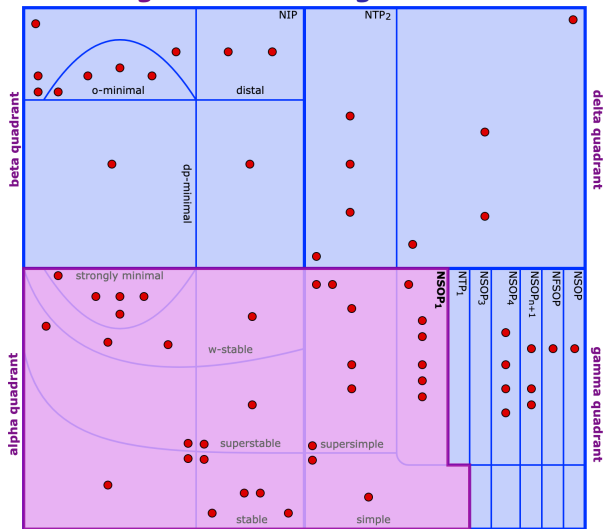 NIP
NTP2
o-minimal
distal
beta quadrant
delta quadrant
dp-minimal
strongly minimal
NSOP1
NTP1
NSOP3
NSOP4
NSOPn+1
NFSOP
NSOP
w-stable
alpha quadrant
gamma quadrant
superstable
supersimple
stable
simple